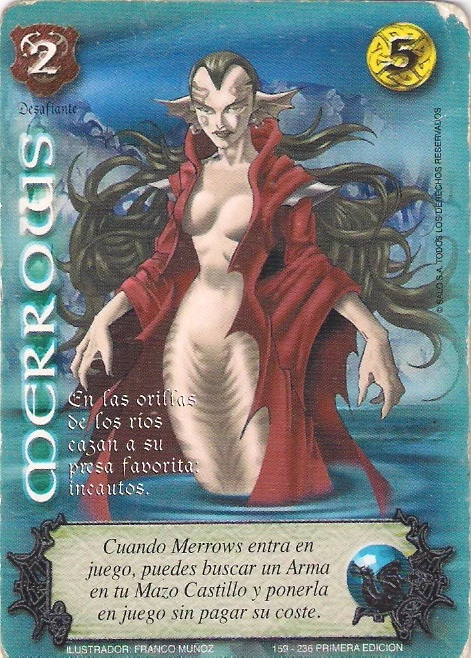 2
5
Desafiante
MERROWS
© SALO S.A. TODOS LOS DERECHOS RESERVADOS
En las orillas
de los ríos
cazan a su
presa favorita:
incautos.
Cuando Merrows entra en
juego, puedes buscar un Arma
en tu Mazo Castillo y ponerla
en juego sin pagar su coste.
ILUSTRADOR: FRANCO MUÑOZ
159 - 236 PRIMERA EDICION